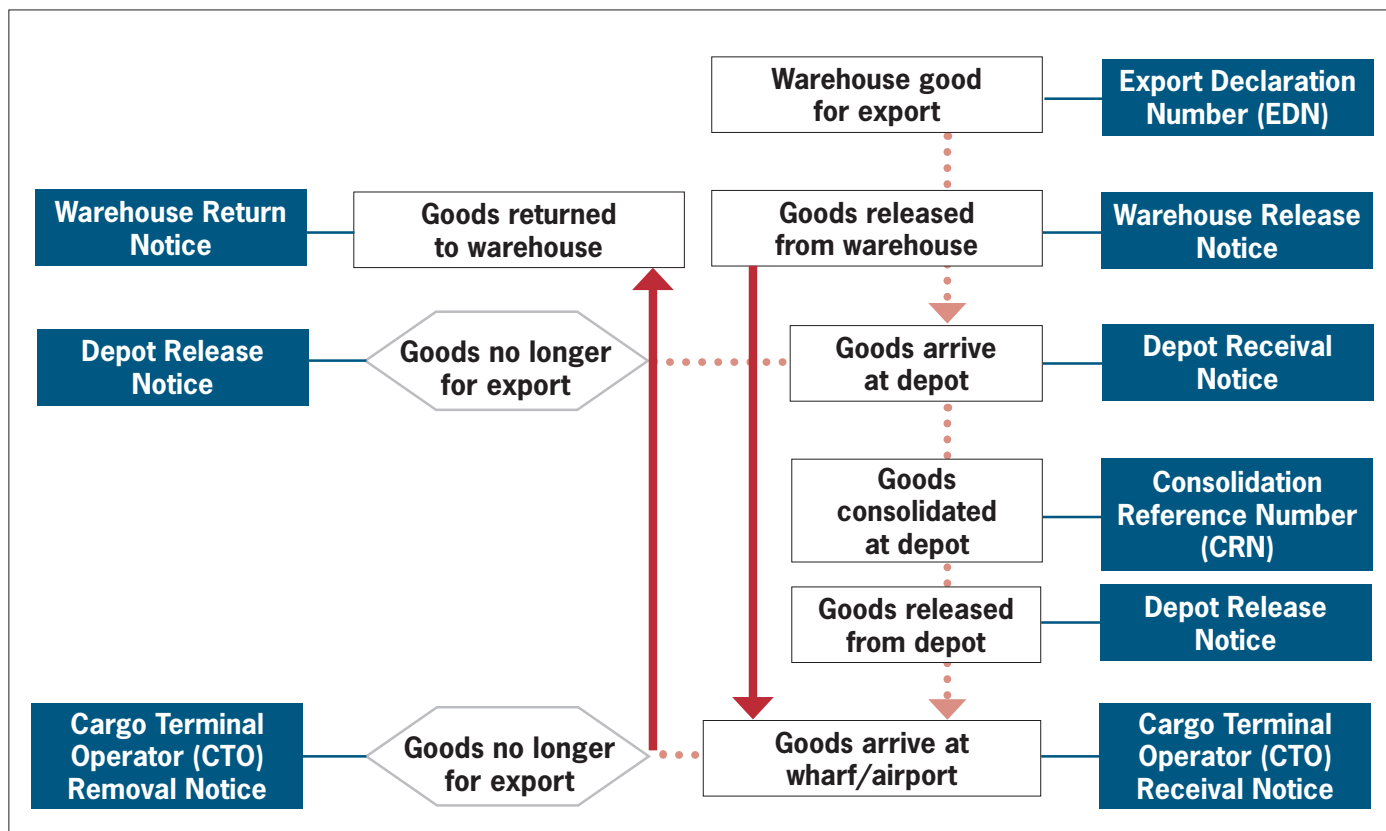 Warehouse good
for export
Export Declaration
Number (EDN)
Warehouse Return
Notice
Goods returned
to warehouse
Goods released
from warehouse
Warehouse Release
Notice
Depot Release
Notice
Goods no longer
for export
Goods arrive
at depot
Depot Receival
Notice
Goods
consolidated
at depot
Consolidation
Reference Number
(CRN)
Goods released
from depot
Depot Release
Notice
Cargo Terminal
Operator (CTO)
Removal Notice
Goods no longer
for export
Goods arrive at
wharf/airport
Cargo Terminal
Operator (CTO)
Receival Notice